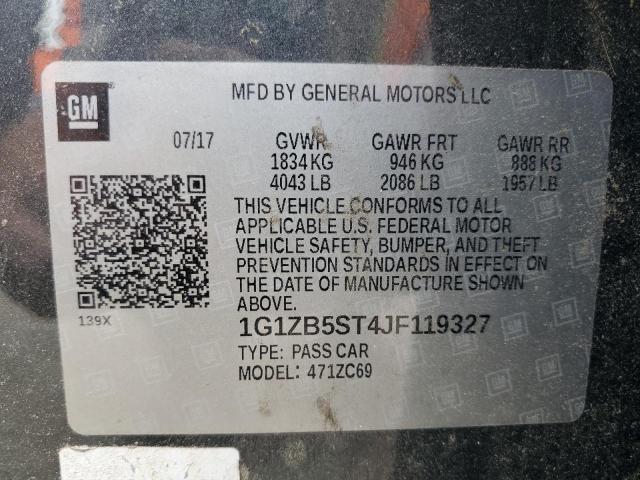 GM
MFD BY GENERAL MOTORS LLC
07/17 GVWR GAWR FRT GAWR RR
1834 KG 946 KG 888 KG
4043 LB 2086 LB 1957 LB
THIS VEHICLE CONFORMS TO ALL
APPLICABLE U.S. FEDERAL MOTOR
VEHICLE SAFETY, BUMPER, AND THEFT
PREVENTION STANDARDS IN EFFECT ON
THE DATE OF MANUFACTURE SHOWN
ABOVE.
139X
1G1ZB5ST4JF119327
TYPE: PASS CAR
MODEL: 471ZC69